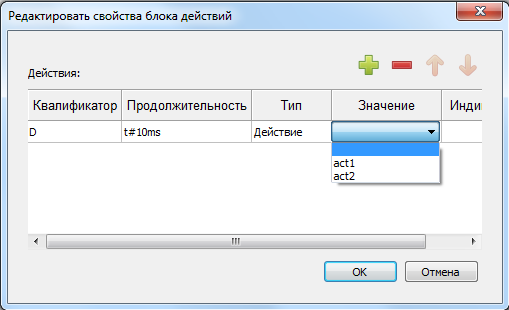 Редактировать свойства блока действий
Действия:
Квалификатор Продолжительность Тип Значение Инди
D t#10ms Действие
act1
act2
OK Отмена